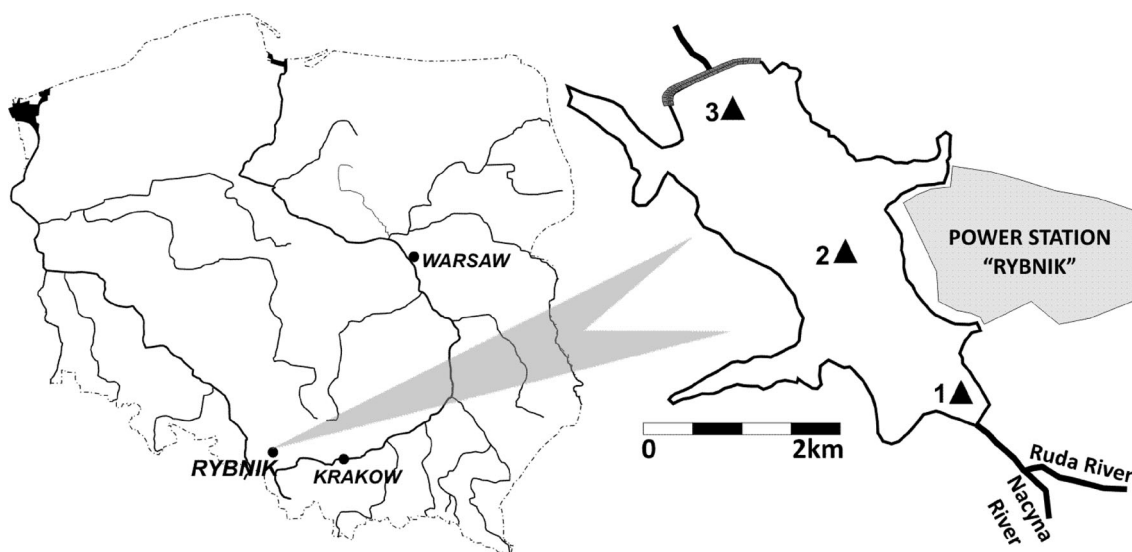 WARSAW
RYBNIK
KRAKOW
3
2
1
POWER STATION
“RYBNIK”
0
2km
Ruda River
Nacyna
River